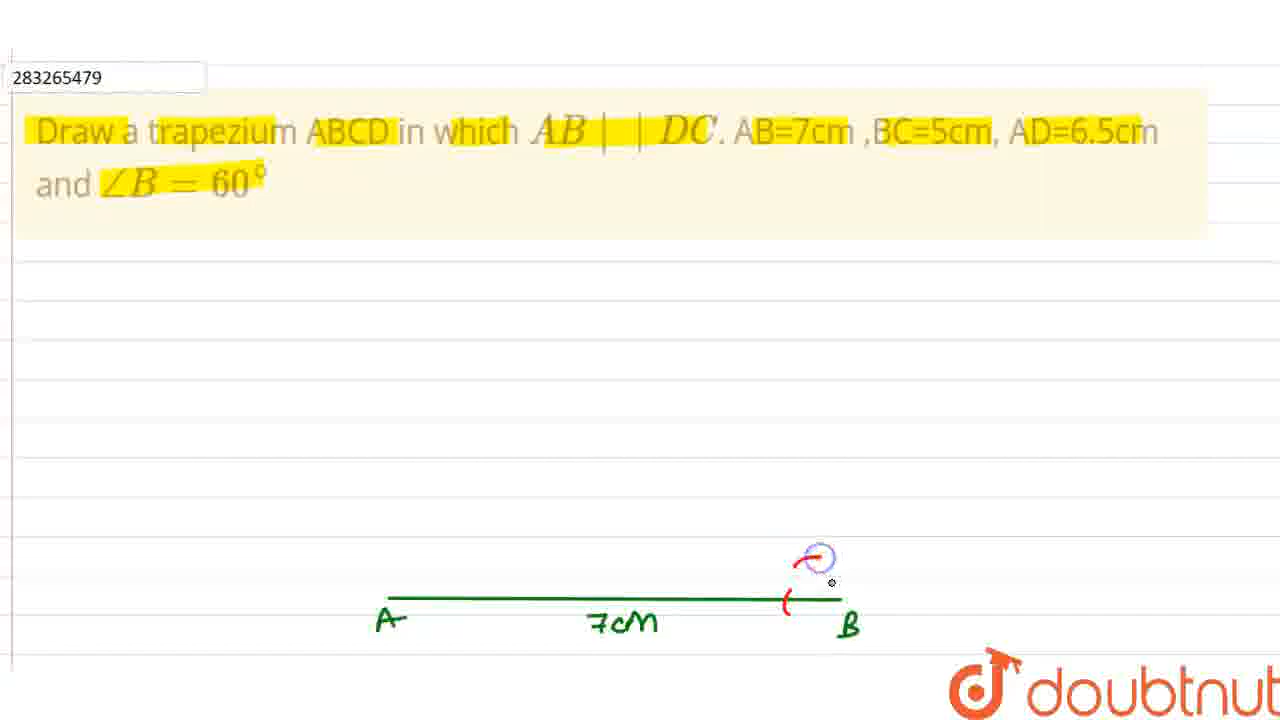 283265479
Draw a trapezium ABCD in which AB||DC. AB=7cm ,BC=5cm, AD=6.5cm
and ∠B = 60°
A 7cm B
doubtnut